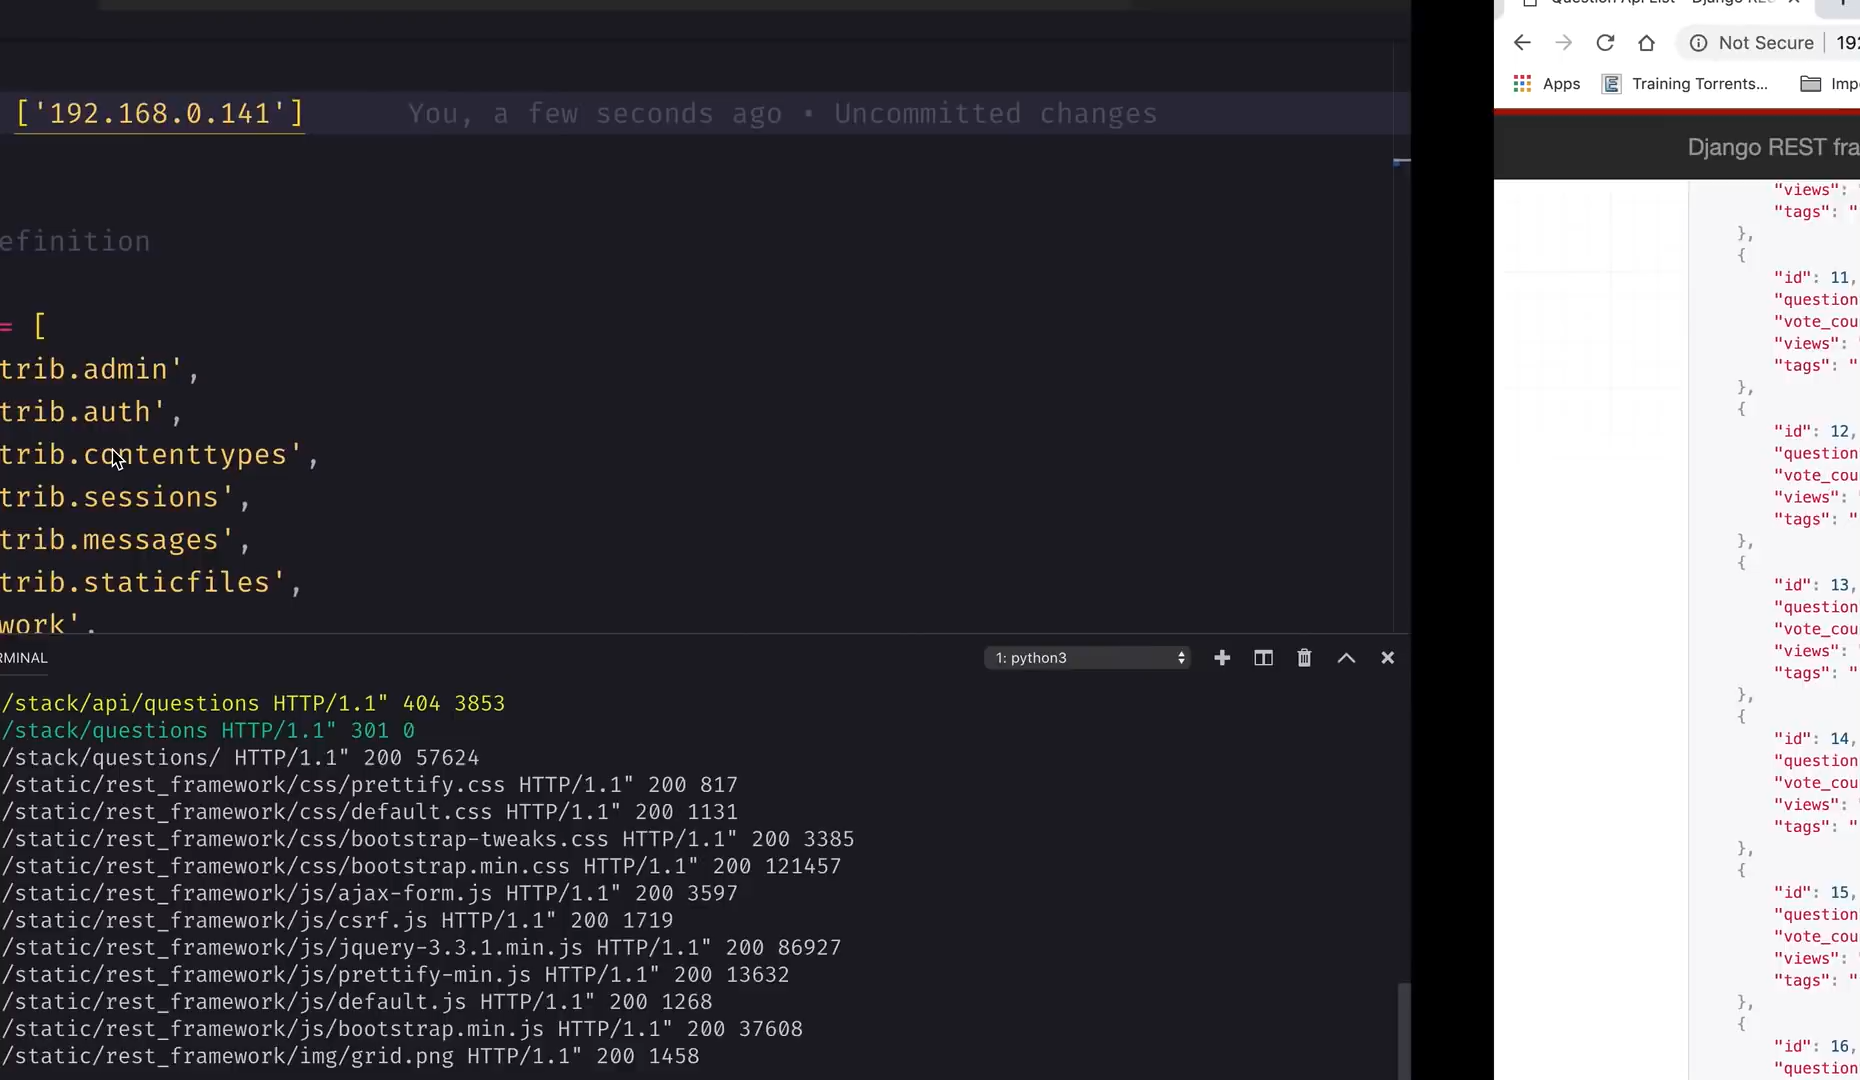 ['192.168.0.141'] You, a few seconds ago • Uncommitted changes
efinition
= [
trib.admin',
trib.auth',
trib.contenttypes',
trib.sessions',
trib.messages',
trib.staticfiles',
work',
RMINAL
1: python3
/stack/api/questions HTTP/1.1" 404 3853
/stack/questions HTTP/1.1" 301 0
/stack/questions/ HTTP/1.1" 200 57624
/static/rest_framework/css/prettify.css HTTP/1.1" 200 817
/static/rest_framework/css/default.css HTTP/1.1" 200 1131
/static/rest_framework/css/bootstrap-tweaks.css HTTP/1.1" 200 3385
/static/rest_framework/css/bootstrap.min.css HTTP/1.1" 200 121457
/static/rest_framework/js/ajax-form.js HTTP/1.1" 200 3597
/static/rest_framework/js/csrf.js HTTP/1.1" 200 1719
/static/rest_framework/js/jquery-3.3.1.min.js HTTP/1.1" 200 86927
/static/rest_framework/js/prettify-min.js HTTP/1.1" 200 13632
/static/rest_framework/js/default.js HTTP/1.1" 200 1268
/static/rest_framework/js/bootstrap.min.js HTTP/1.1" 200 37608
/static/rest_framework/img/grid.png HTTP/1.1" 200 1458
Question Api List – Django RE
Not Secure 192
Apps Training Torrents... Impo
Django REST fra
"views":
"tags": "
},
{
"id": 11,
"question
"vote_cou
"views":
"tags": "
},
{
"id": 12,
"question
"vote_cou
"views":
"tags": "
},
{
"id": 13,
"question
"vote_cou
"views":
"tags": "
},
{
"id": 14,
"question
"vote_cou
"views":
"tags": "
},
{
"id": 15,
"question
"vote_cou
"views":
"tags": "
},
{
"id": 16,
"question